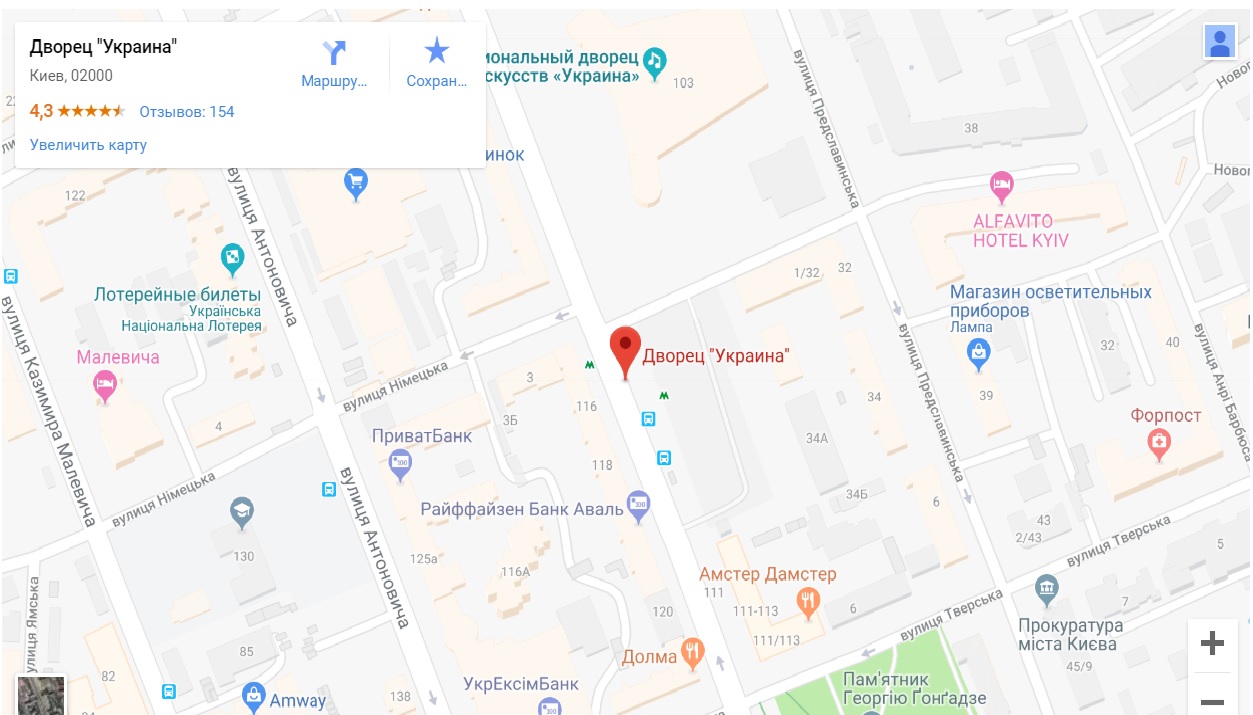 Дворец "Украина"
Киев, 02000
4,3
Отзывов: 154
Увеличить карту
Маршру...
Сохран...
иональный дворец
скусств «Украина»
103
инок
38
122
вулиця Предславинська
вулиця Антоновича
ALFAVITO
HOTEL KYIV
Лотерейные билеты
Українська
Національна Лотерея
1/32
32
Магазин осветительных
приборов
Лампа
вулиця Казимира Малевича
Малевича
Дворец "Украина"
вулиця Німецька
3
3Б
116
4
32
40
39
34
34А
34Б
вулиця Предславинська
вулиця Анрі Барбюса
Форпост
ПриватБанк
118
Райффайзен Банк Аваль
вулиця Німецька
вулиця Антоновича
6
43
2/43
вулиця Тверська
5
130
125а
116А
Амстер Дамстер
111
111-113
111/113
6
120
вулиця Тверська
7
Прокуратура
міста Києва
45/9
вулиця Ямська
85
82
Долма
УкрЕксімБанк
Пам'ятник
Георгію Ґонґадзе
Amway
138
84